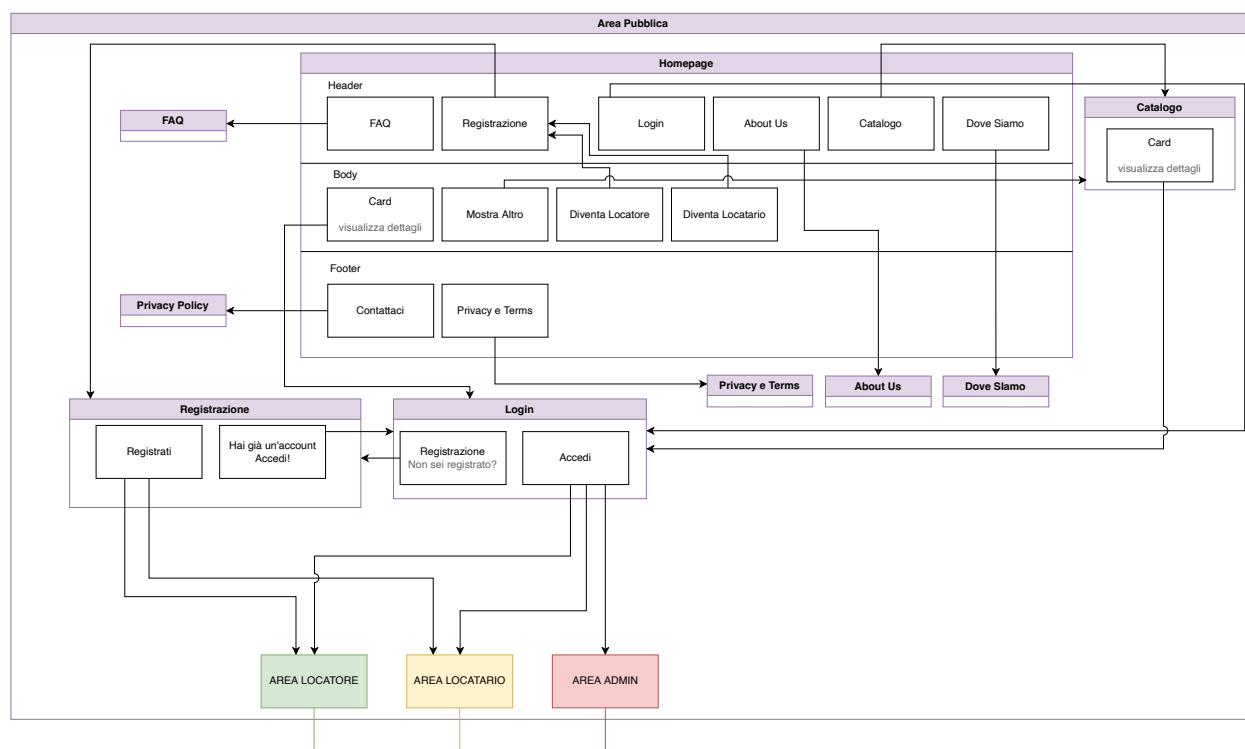 Area Pubblica
Homepage
Header
FAQ
FAQ
Registrazione
Login
About Us
Catalogo
Dove Siamo
Catalogo
Card
visualizza dettagli
Body
Card
visualizza dettagli
Mostra Altro
Diventa Locatore
Diventa Locatario
Footer
Privacy Policy
Contattaci
Privacy e Terms
Privacy e Terms
About Us
Dove SIamo
Registrazione
Registrati
Hai già un'account
Accedi!
Login
Registrazione
Non sei registrato?
Accedi
AREA LOCATORE
AREA LOCATARIO
AREA ADMIN